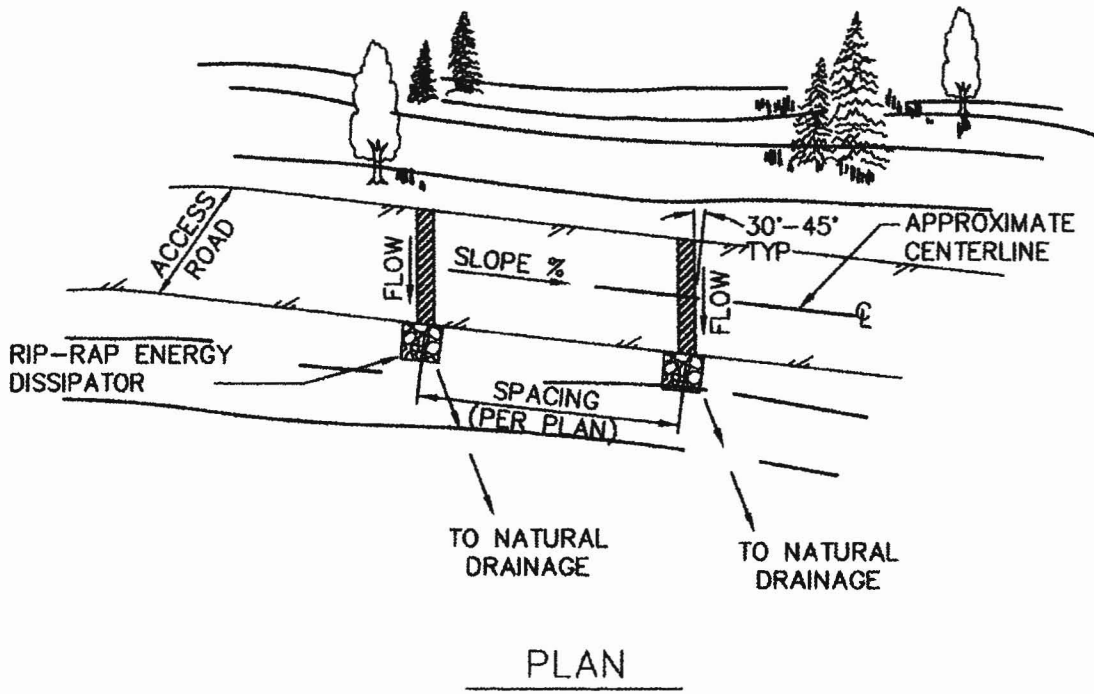 ACCESS
ROAD
FLOW
SLOPE %
30°-45°
TYP
FLOW
APPROXIMATE
CENTERLINE
℄
RIP-RAP ENERGY
DISSIPATOR
SPACING
(PER PLAN)
TO NATURAL
DRAINAGE
TO NATURAL
DRAINAGE
PLAN